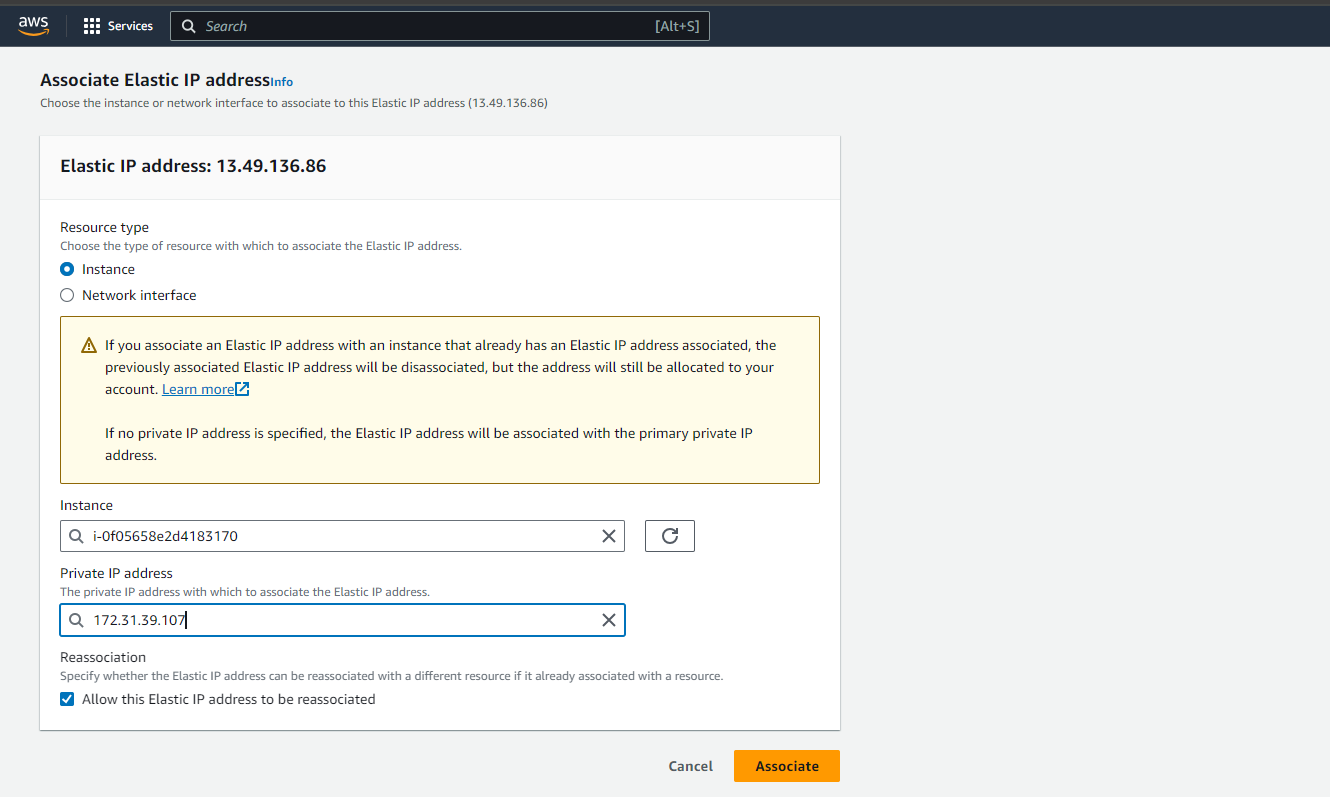 aws
Services
Search
[Alt+S]
Associate Elastic IP address Info
Choose the instance or network interface to associate to this Elastic IP address (13.49.136.86)
Elastic IP address: 13.49.136.86
Resource type
Choose the type of resource with which to associate the Elastic IP address.
Instance
Network interface
If you associate an Elastic IP address with an instance that already has an Elastic IP address associated, the
previously associated Elastic IP address will be disassociated, but the address will still be allocated to your
account. Learn more
If no private IP address is specified, the Elastic IP address will be associated with the primary private IP
address.
Instance
i-0f05658e2d4183170
Private IP address
The private IP address with which to associate the Elastic IP address.
172.31.39.107
Reassociation
Specify whether the Elastic IP address can be reassociated with a different resource if it already associated with a resource.
Allow this Elastic IP address to be reassociated
Cancel
Associate